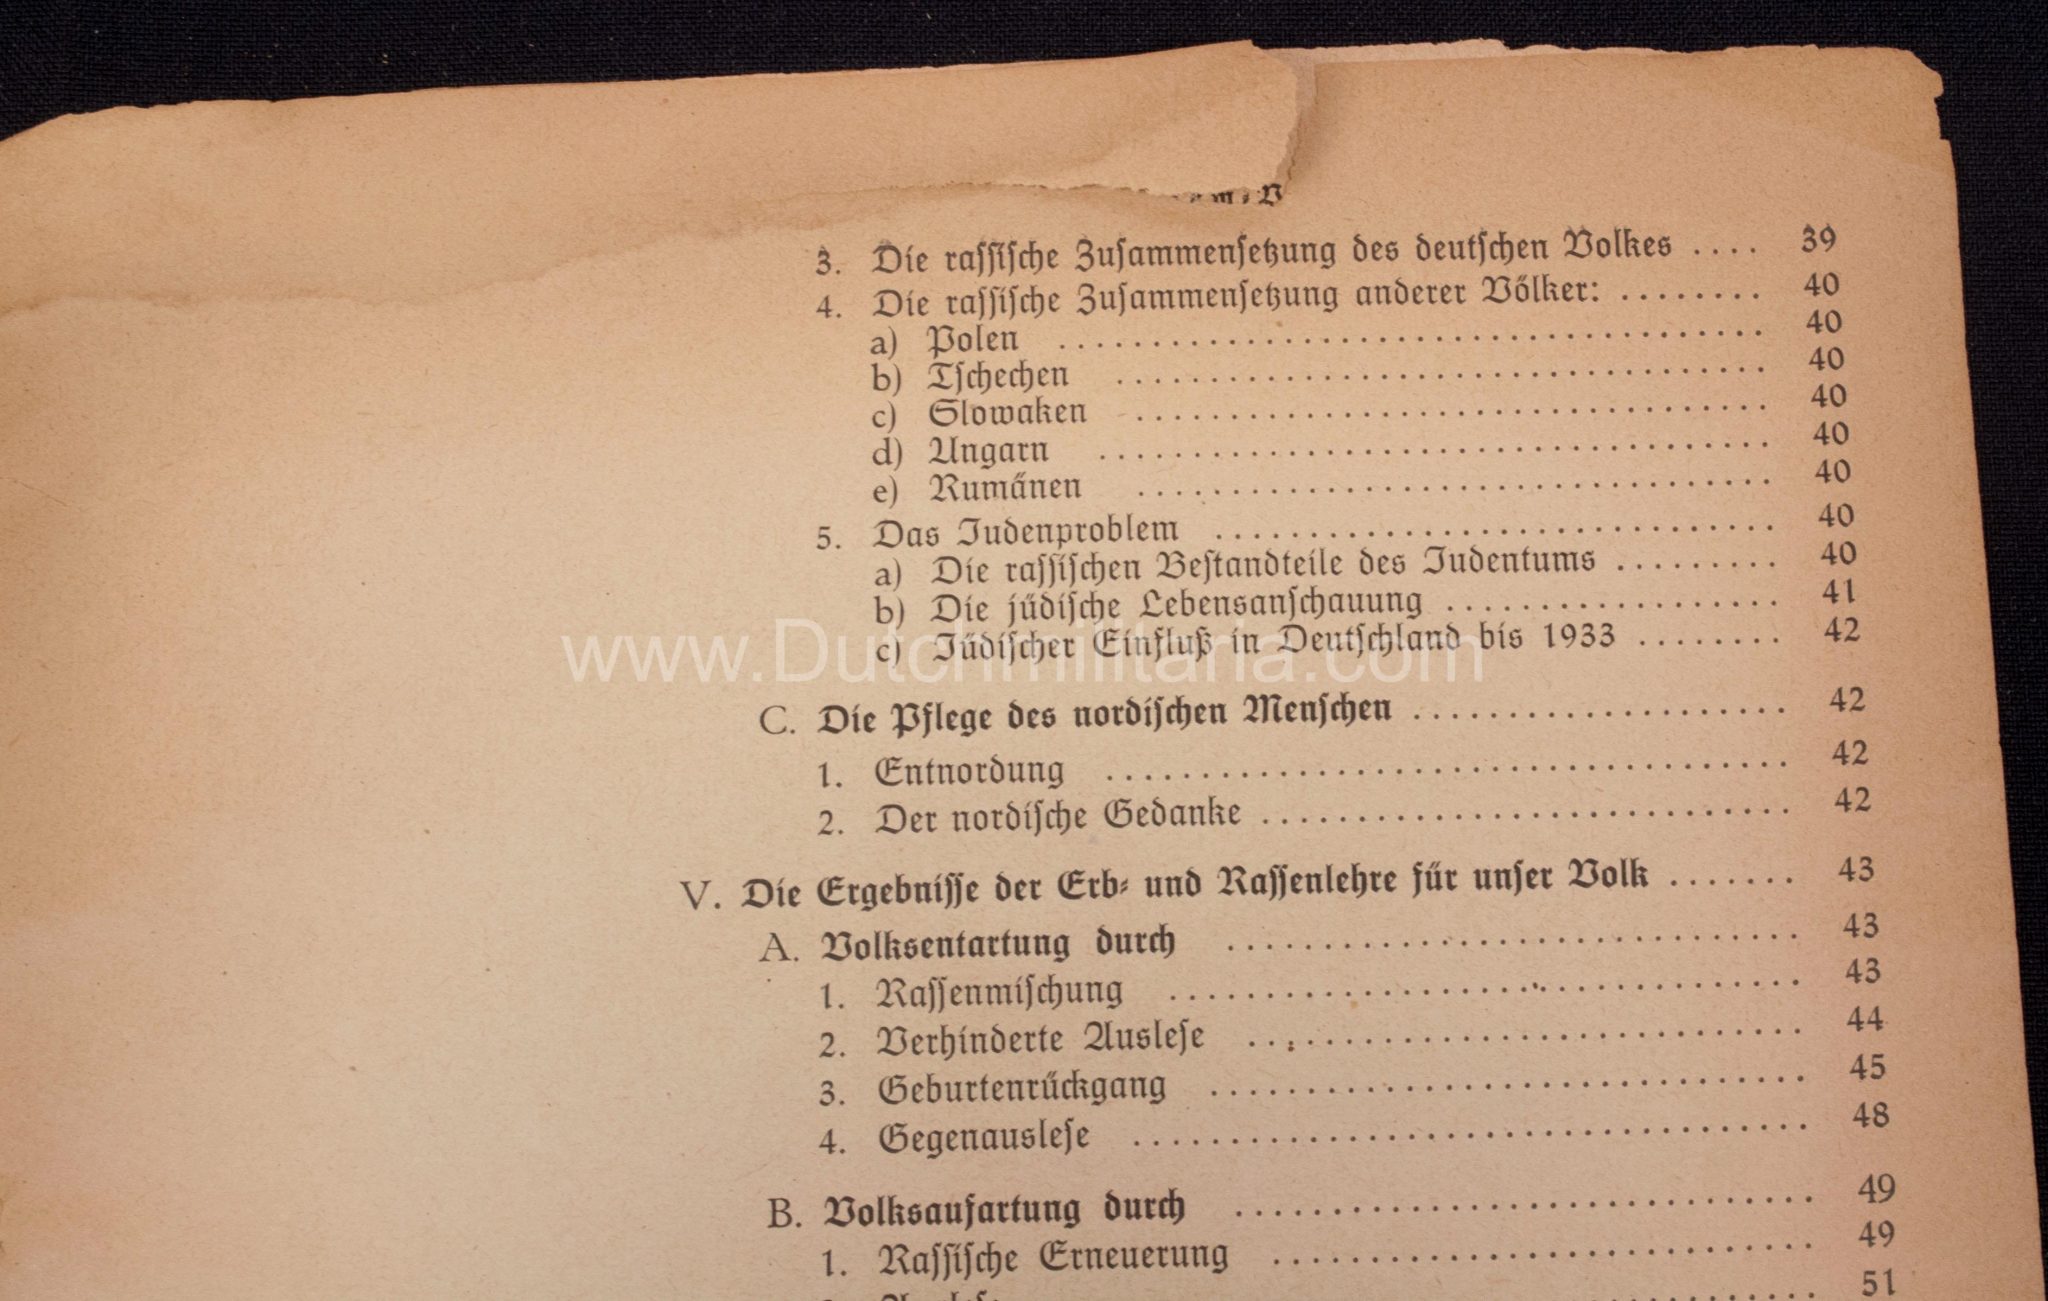 3. Die rassische Zusammensetzung des deutschen Volkes .... 39
4. Die rassische Zusammensetzung anderer Völker: ........ 40
a) Polen ........................................ 40
b) Tschechen ................................... 40
c) Slowaken .................................. 40
d) Ungarn .................................... 40
e) Rumänen .................................. 40
5. Das Judenproblem .............................. 40
a) Die rassischen Bestandteile des Judentums ......... 40
b) Die jüdische Lebensanschauung .................. 41
c) Jüdischer Einfluß in Deutschland bis 1933 ........ 42
www.Dutchmilitaria.com
C. Die Pflege des nordischen Menschen .................... 42
1. Entnordung .................................... 42
2. Der nordische Gedanke ............................ 42
V. Die Ergebnisse der Erb- und Rassenlehre für unser Volk ....... 43
A. Volksentartung durch .............................. 43
1. Rassenmischung ................................. 43
2. Verhinderte Auslese ............................. 44
3. Geburtenrückgang ............................... 45
4. Gegenauslese ................................... 48
B. Volksaufartung durch .............................. 49
1. Rassische Erneuerung ............................ 49
51